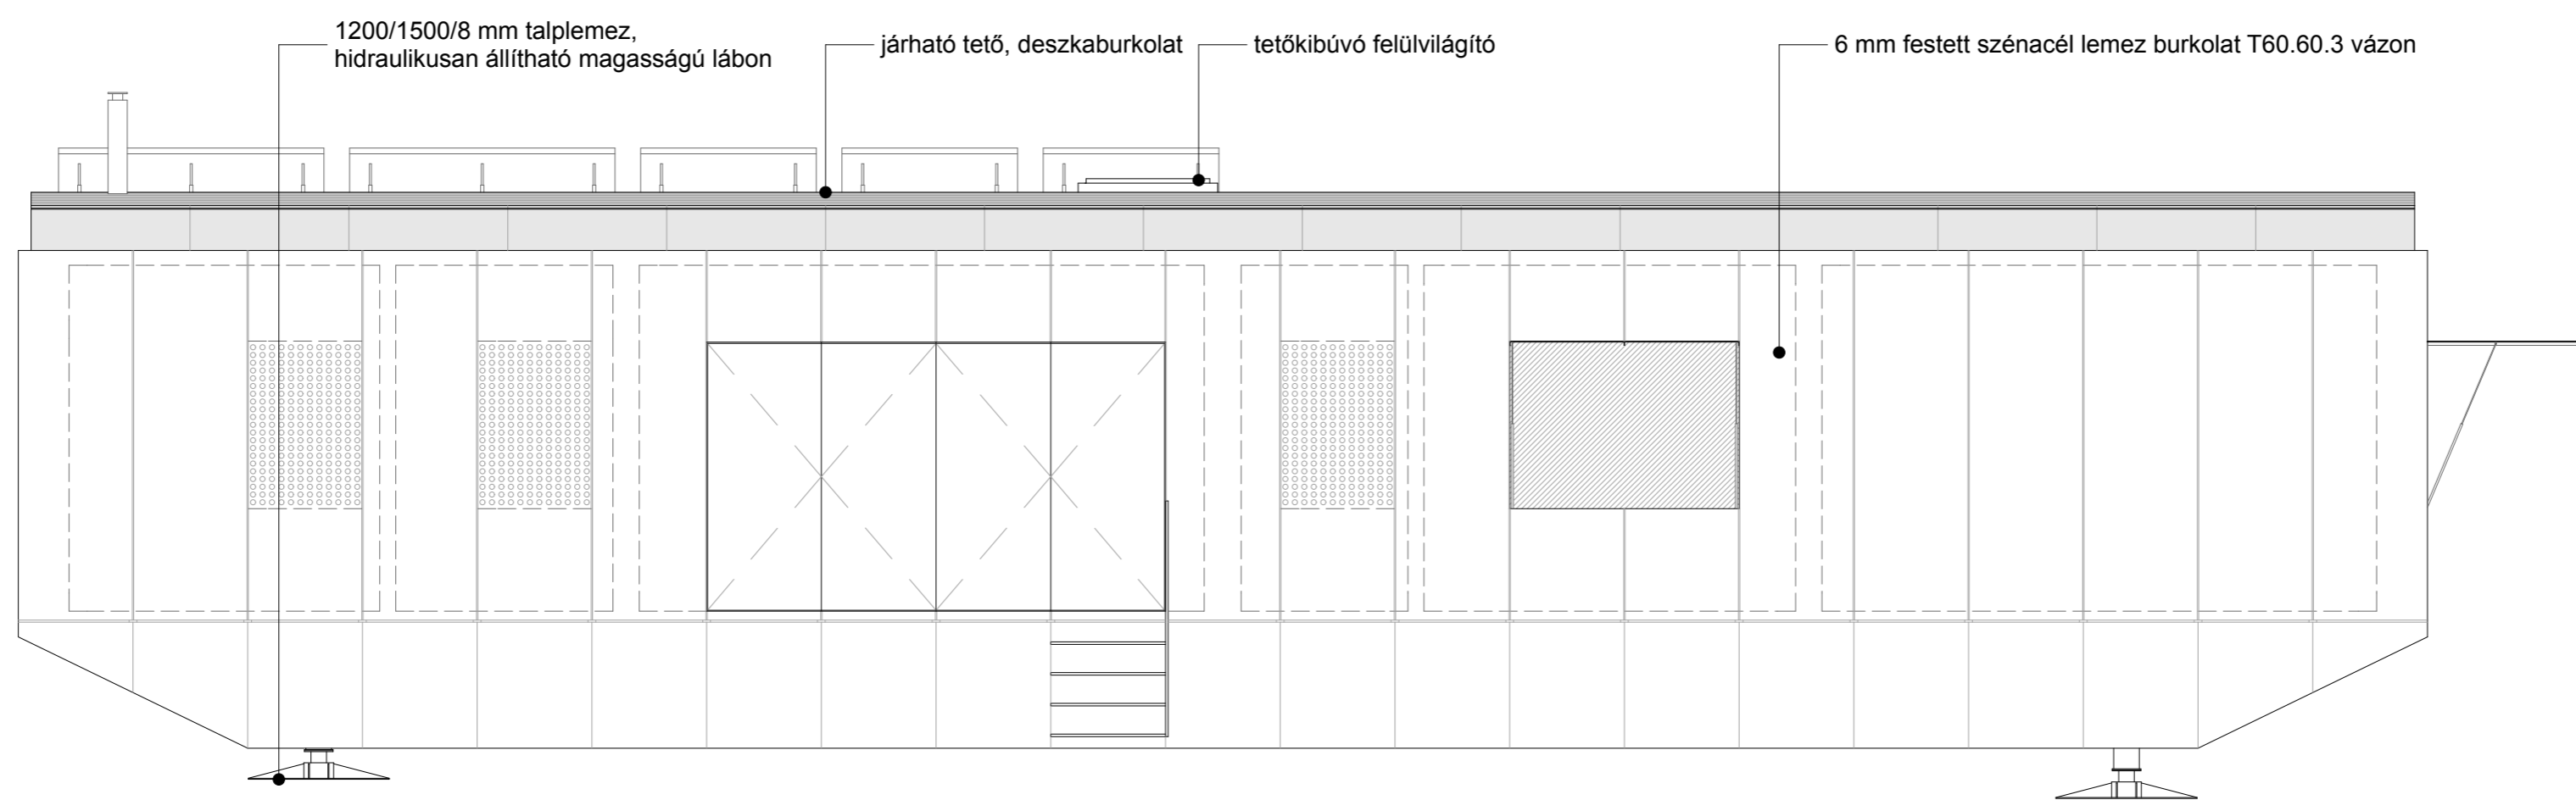 1200/1500/8 mm talplemez,
hidraulikusan állítható magasságú lábon
járható tető, deszkaburkolat
tetőkibúvó felülvilágító
6 mm festett szénacél lemez burkolat T60.60.3 vázon